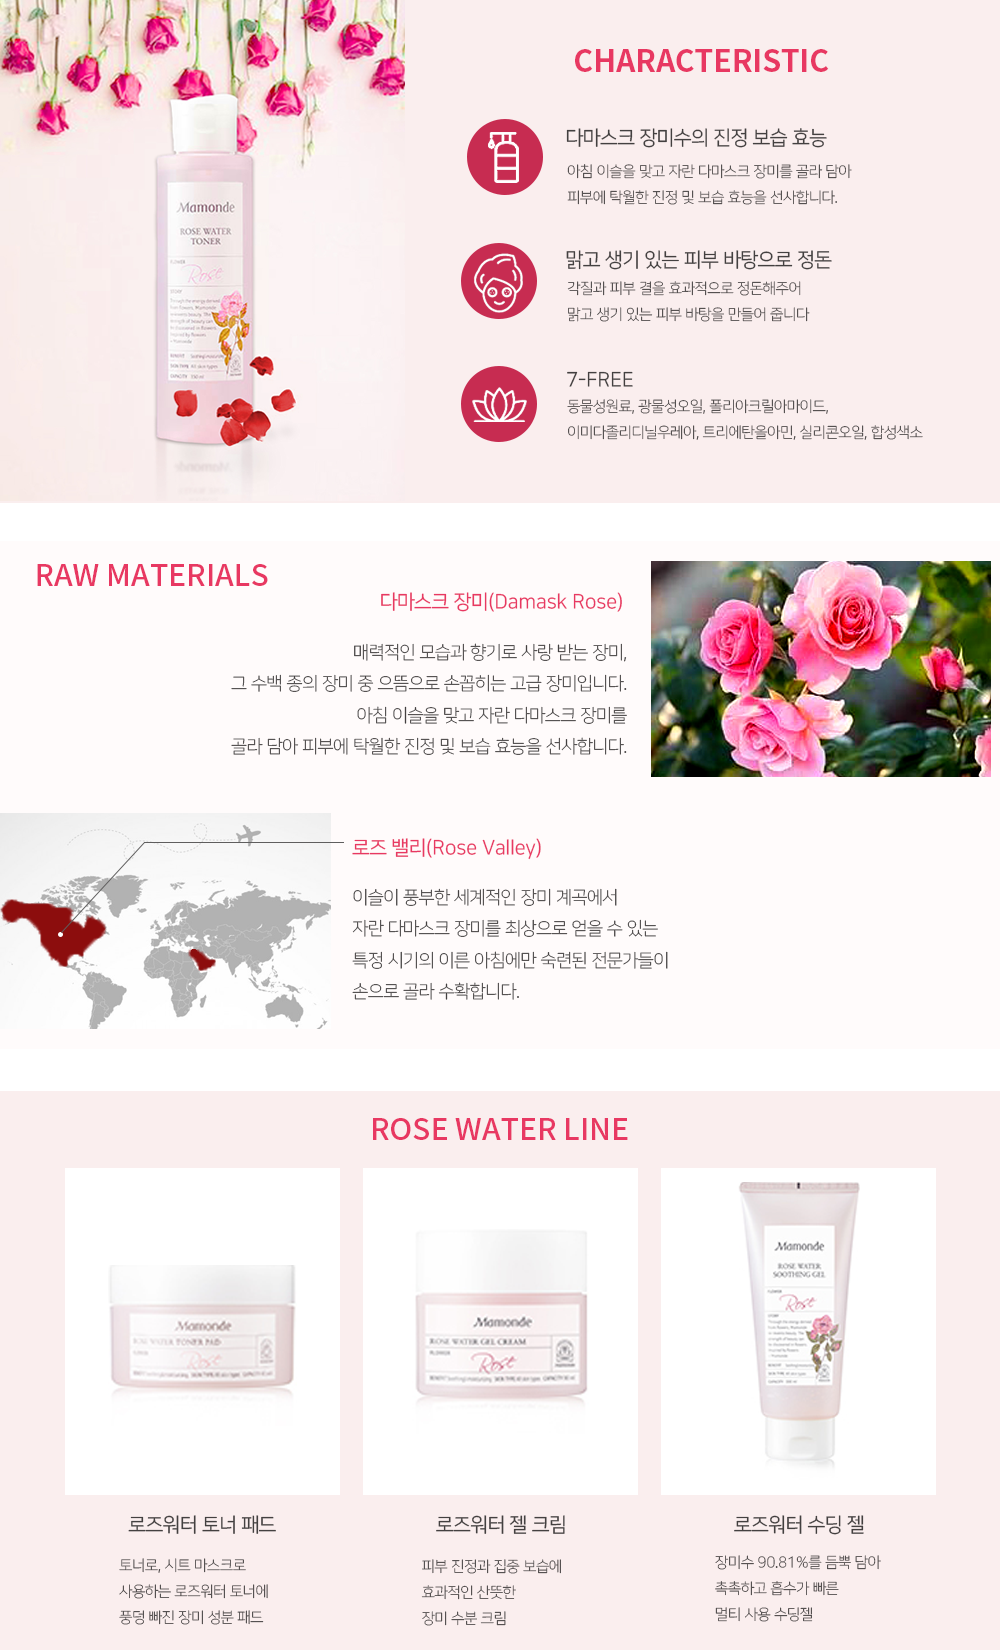 CHARACTERISTIC
다마스크 장미수의 진정 보습 효능
아침 이슬을 맞고 자란 다마스크 장미를 골라 담아
피부에 탁월한 진정 및 보습 효능을 선사합니다.
맑고 생기 있는 피부 바탕으로 정돈
각질과 피부 결을 효과적으로 정돈해주어
맑고 생기 있는 피부 바탕을 만들어 줍니다
7-FREE
동물성원료, 광물성오일, 폴리아크릴아마이드,
이미다졸리디닐우레아, 트리에탄올아민, 실리콘오일, 합성색소
Mamonde
ROSE WATER
TONER
FLOWER
Rose
RAW MATERIALS
다마스크 장미(Damask Rose)
매력적인 모습과 향기로 사랑 받는 장미,
그 수백 종의 장미 중 으뜸으로 손꼽히는 고급 장미입니다.
아침 이슬을 맞고 자란 다마스크 장미를
골라 담아 피부에 탁월한 진정 및 보습 효능을 선사합니다.
로즈 밸리(Rose Valley)
이슬이 풍부한 세계적인 장미 계곡에서
자란 다마스크 장미를 최상으로 얻을 수 있는
특정 시기의 이른 아침에만 숙련된 전문가들이
손으로 골라 수확합니다.
ROSE WATER LINE
Mamonde
ROSE WATER TONER PAD
Rose
로즈워터 토너 패드
토너로, 시트 마스크로
사용하는 로즈워터 토너에
풍덩 빠진 장미 성분 패드
Mamonde
ROSE WATER GEL CREAM
FLOWER
Rose
로즈워터 젤 크림
피부 진정과 집중 보습에
효과적인 산뜻한
장미 수분 크림
Mamonde
ROSE WATER
SOOTHING GEL
Rose
로즈워터 수딩 젤
장미수 90.81%를 듬뿍 담아
촉촉하고 흡수가 빠른
멀티 사용 수딩젤